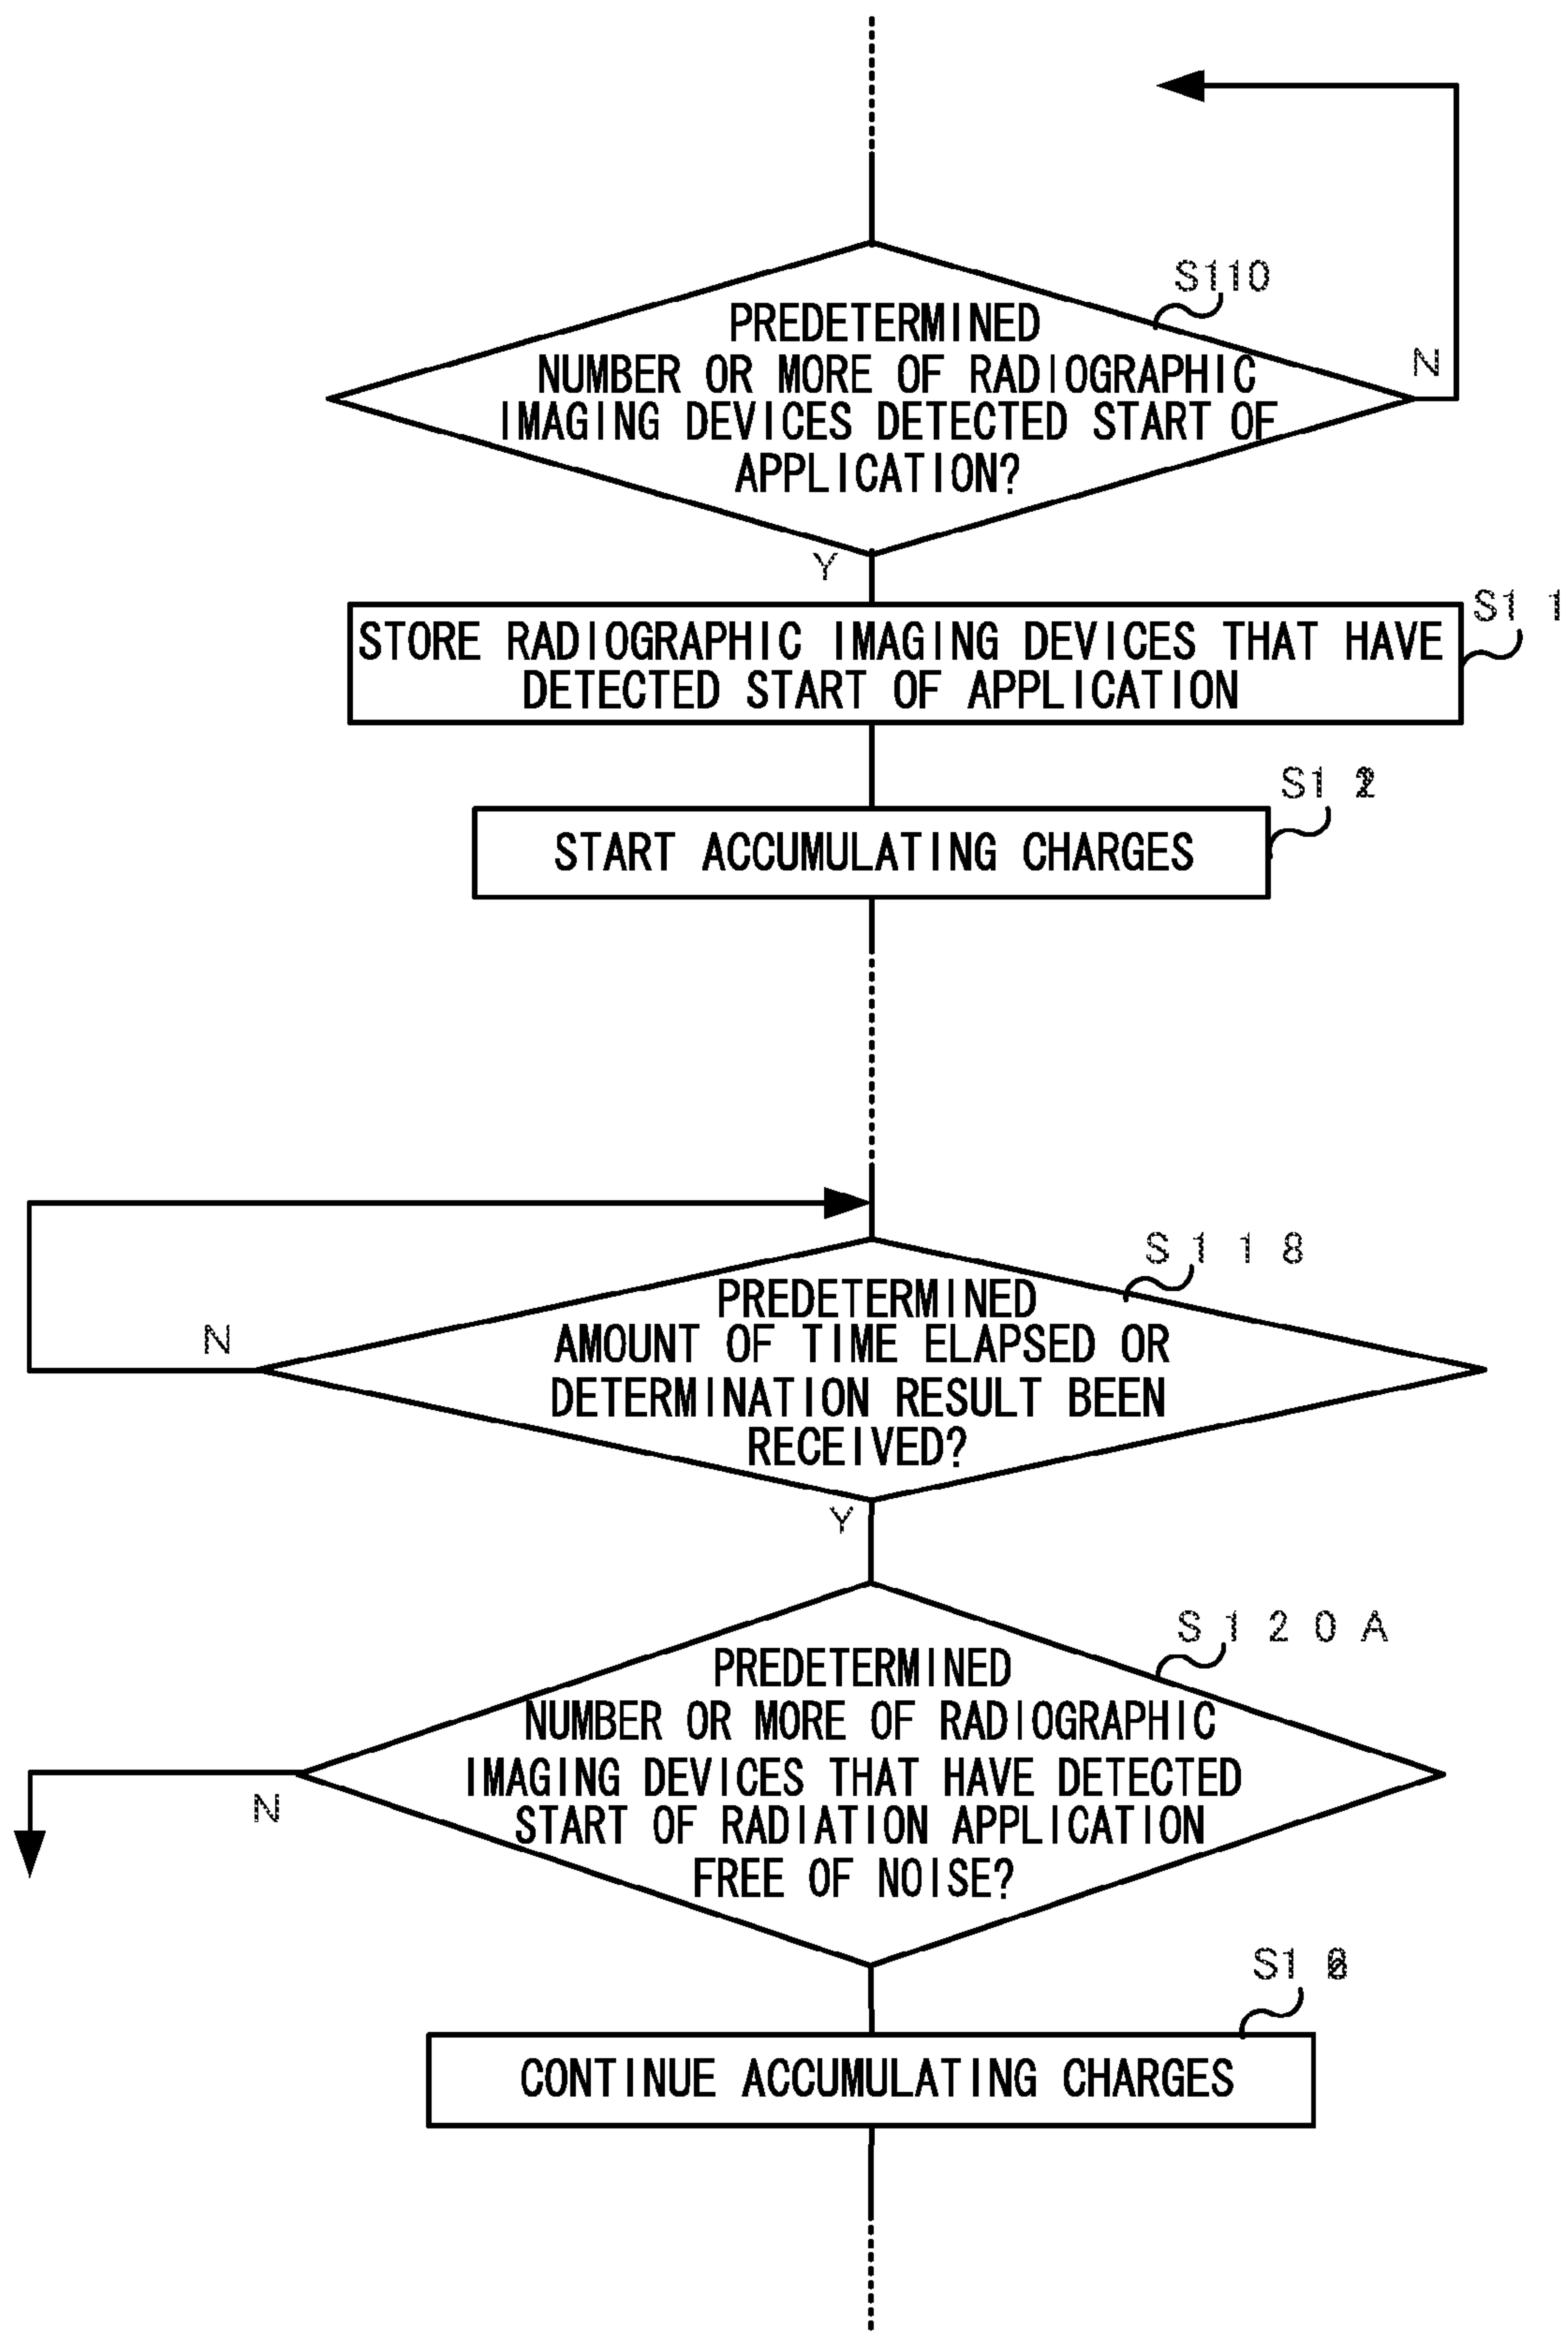 S110
PREDETERMINED
NUMBER OR MORE OF RADIOGRAPHIC
IMAGING DEVICES DETECTED START OF
APPLICATION?
N
Y
S11 1
STORE RADIOGRAPHIC IMAGING DEVICES THAT HAVE
DETECTED START OF APPLICATION
START ACCUMULATING CHARGES
S118
PREDETERMINED
AMOUNT OF TIME ELAPSED OR
DETERMINATION RESULT BEEN
RECEIVED?
N
Y
S120A
PREDETERMINED
NUMBER OR MORE OF RADIOGRAPHIC
IMAGING DEVICES THAT HAVE DETECTED
START OF RADIATION APPLICATION
FREE OF NOISE?
N
CONTINUE ACCUMULATING CHARGES